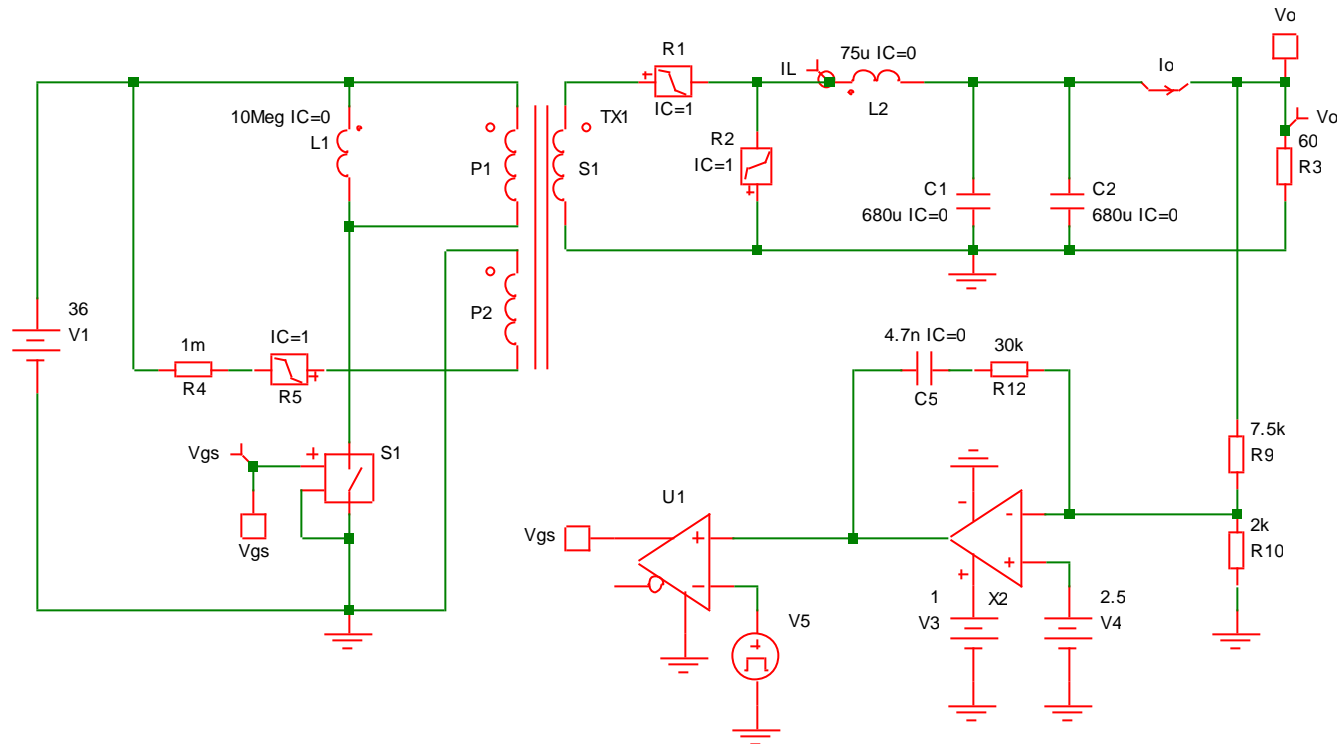 Vo
R1
IC=1
IL
75u IC=0
L2
Io
Vo
60
R3
10Meg IC=0
L1
P1
TX1
S1
R2
IC=1
C1
680u IC=0
C2
680u IC=0
P2
36
V1
1m
R4
IC=1
R5
4.7n IC=0
C5
30k
R12
7.5k
R9
2k
R10
Vgs
S1
Vgs
U1
Vgs
V5
1
V3
X2
2.5
V4